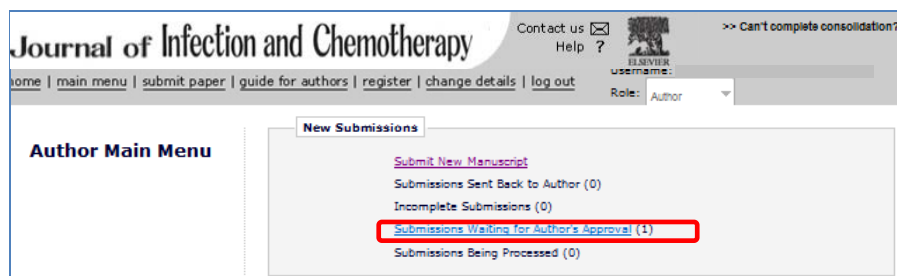 Contact us
>> Can't complete consolidation?
Journal of Infection and Chemotherapy
Help ?
ELSEVIER
home | main menu | submit paper | guide for authors | register | change details | log out
username:
Role: Author
New Submissions
Author Main Menu
Submit New Manuscript
Submissions Sent Back to Author (0)
Incomplete Submissions (0)
Submissions Waiting for Author's Approval (1)
Submissions Being Processed (0)